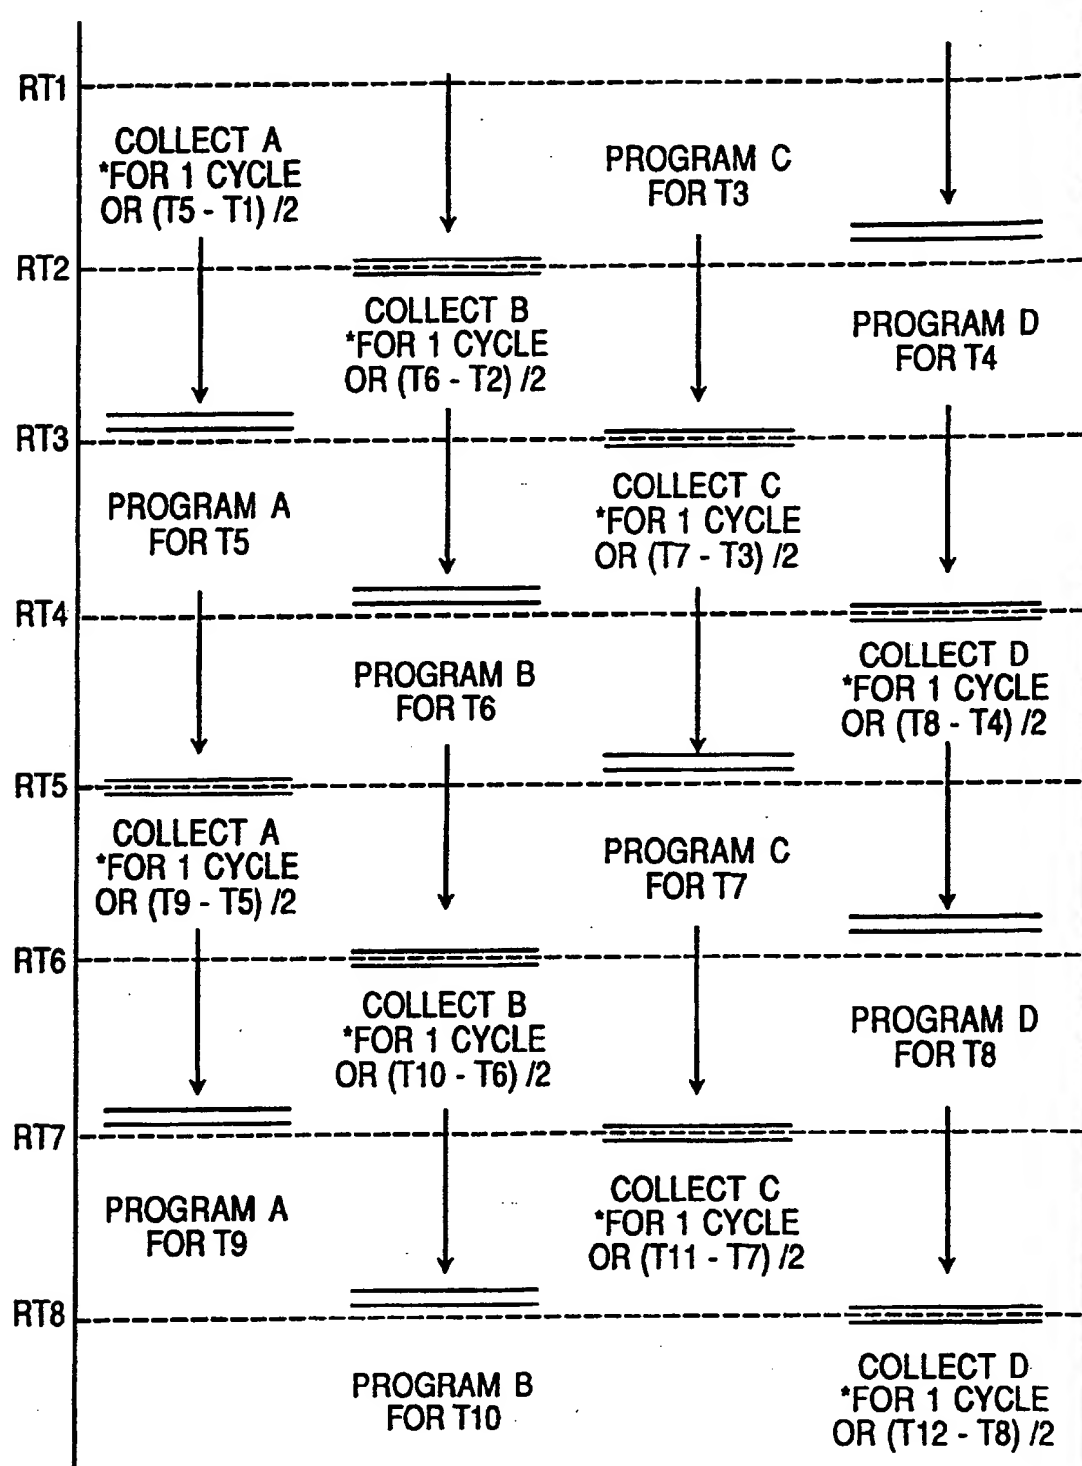 RT1
COLLECT A
*FOR 1 CYCLE
OR (T5 - T1) /2
PROGRAM C
FOR T3
RT2
COLLECT B
*FOR 1 CYCLE
OR (T6 - T2) /2
PROGRAM D
FOR T4
RT3
PROGRAM A
FOR T5
COLLECT C
*FOR 1 CYCLE
OR (T7 - T3) /2
RT4
PROGRAM B
FOR T6
COLLECT D
*FOR 1 CYCLE
OR (T8 - T4) /2
RT5
COLLECT A
*FOR 1 CYCLE
OR (T9 - T5) /2
PROGRAM C
FOR T7
RT6
COLLECT B
*FOR 1 CYCLE
OR (T10 - T6) /2
PROGRAM D
FOR T8
RT7
PROGRAM A
FOR T9
COLLECT C
*FOR 1 CYCLE
OR (T11 - T7) /2
RT8
PROGRAM B
FOR T10
COLLECT D
*FOR 1 CYCLE
OR (T12 - T8) /2